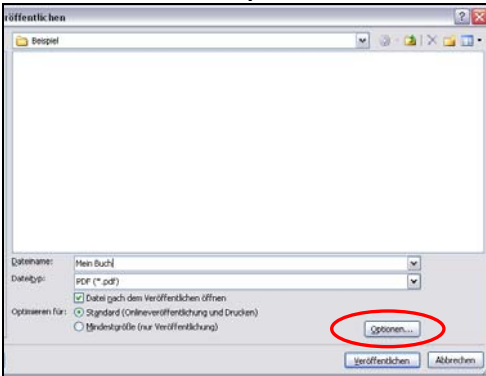 röffentlichen
Beispiel
Dateiname: Mein Buch
Dateityp: PDF (*.pdf)
Datei nach dem Veröffentlichen öffnen
Optimieren für: Standard (Onlineveröffentlichung und Drucken)
Mindestgröße (nur Veröffentlichung)
Optionen...
Veröffentlichen Abbrechen